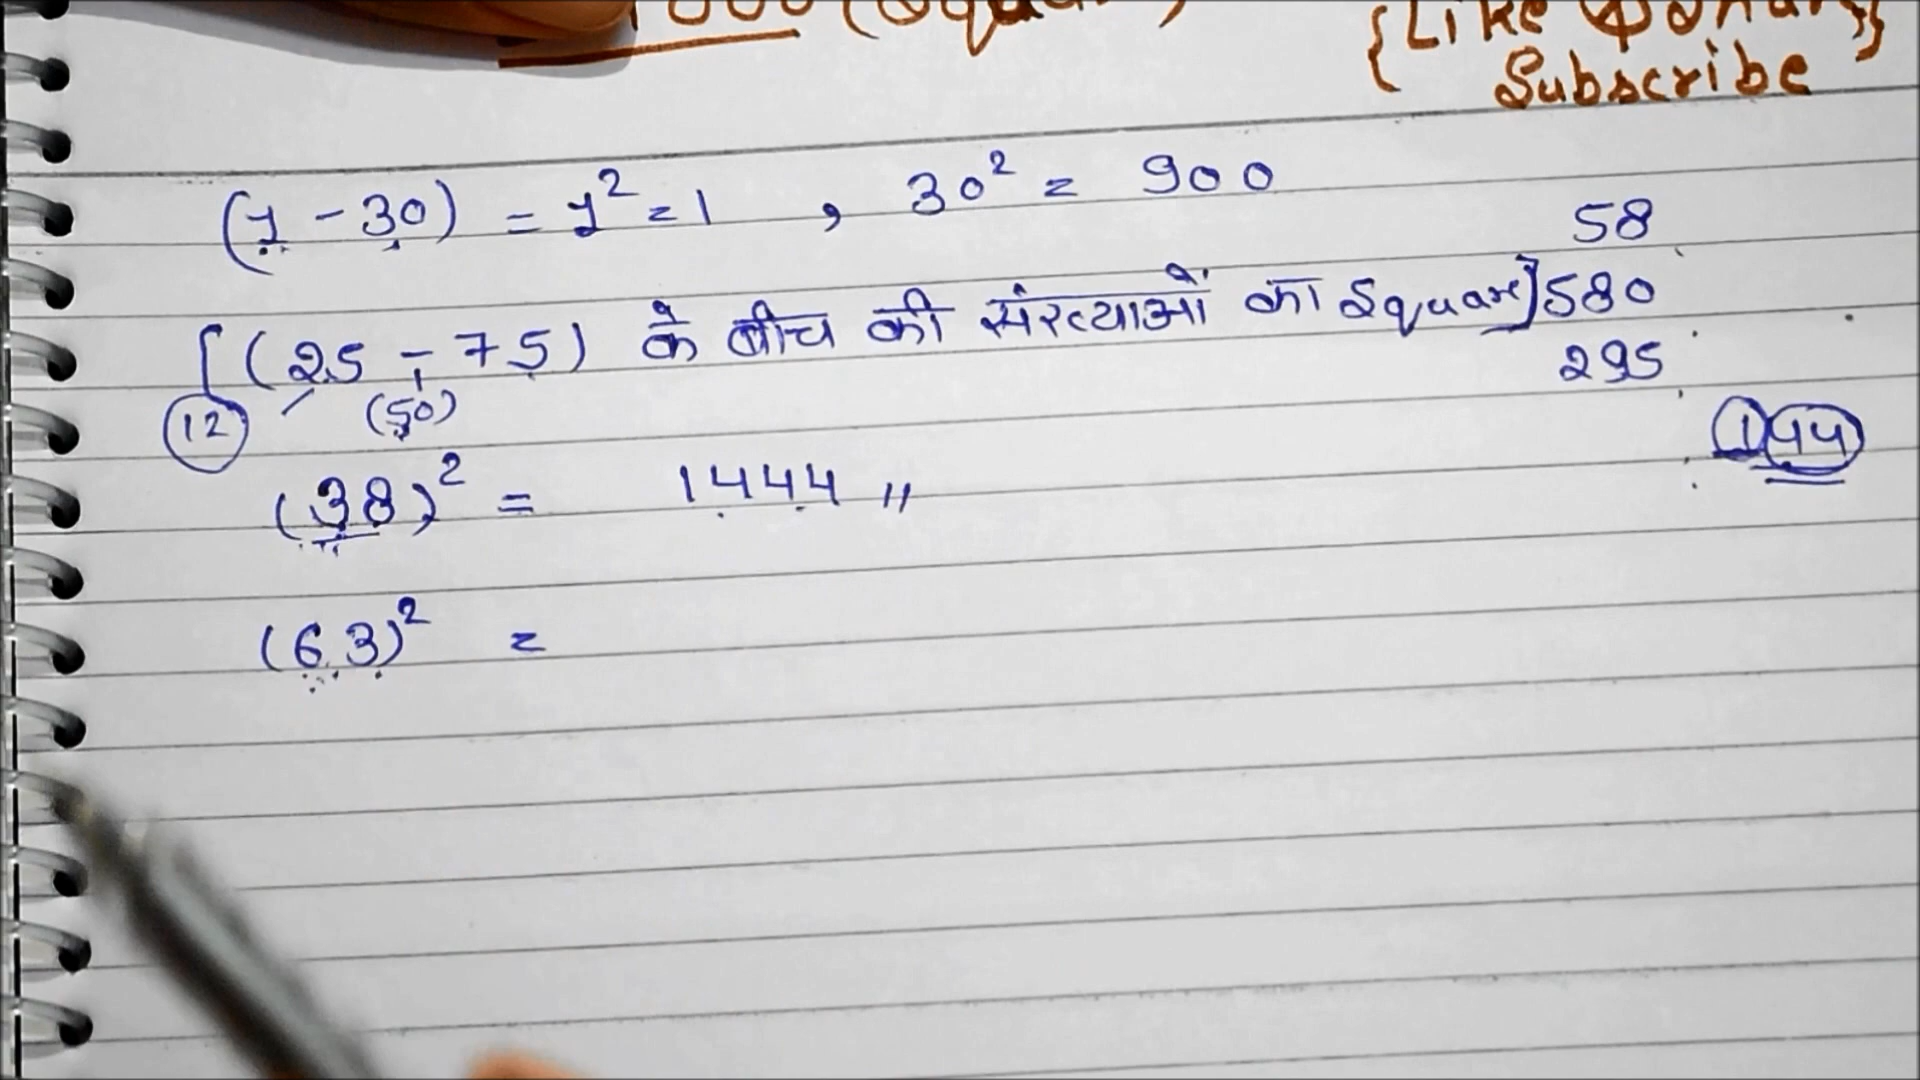 {Like & Share}
Subscribe
(1 - 30) = 1² = 1 , 30² = 900
58
[(25 - 75) के बीच की संख्याओं का Square] 580
295
12 (50)
144
(38)² = 1444 "
(63)² =